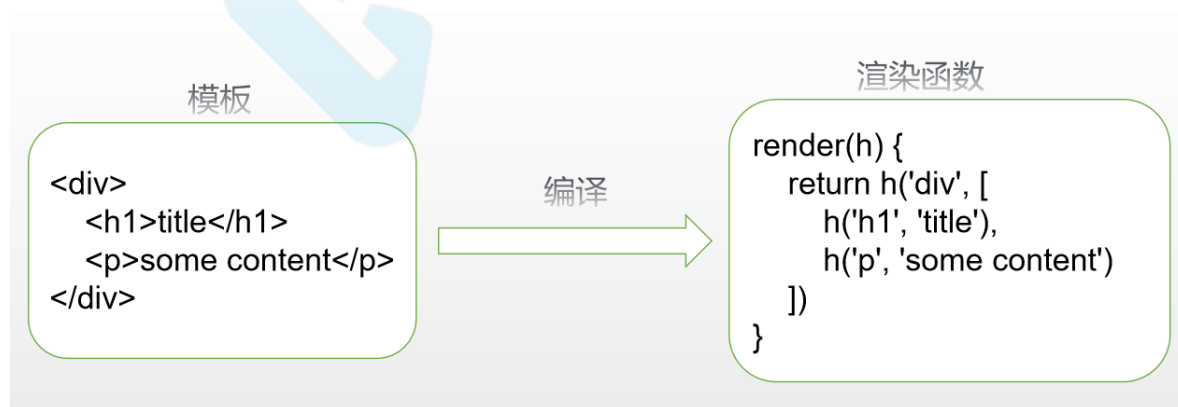 模板
<div>
<h1>title</h1>
<p>some content</p>
</div>
编译
渲染函数
render(h) {
return h('div', [
h('h1', 'title'),
h('p', 'some content')
])
}